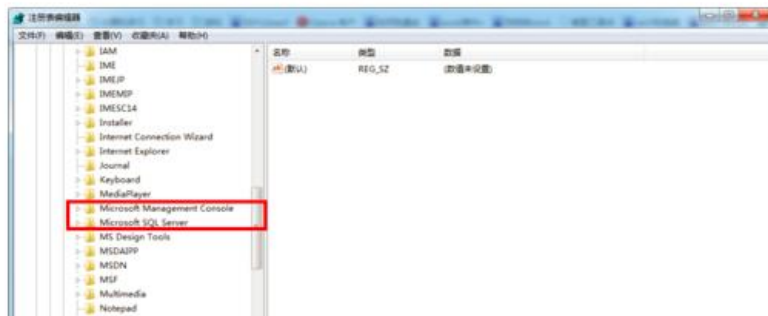 注册表编辑器
文件(F) 编辑(E) 查看(V) 收藏夹(A) 帮助(H)
IAM
IME
IMEJP
IMEMIP
IMESC14
Installer
Internet Connection Wizard
Internet Explorer
Journal
Keyboard
MediaPlayer
Microsoft Management Console
Microsoft SQL Server
MS Design Tools
MSDAIPP
MSDN
MSF
Multimedia
Notepad
名称 类型 数据
ab(默认) REG_SZ (数值未设置)